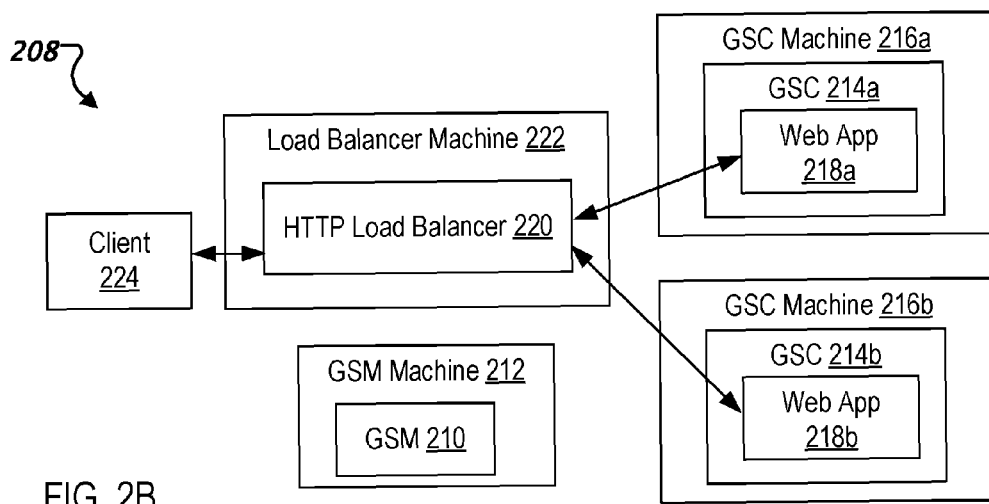 208
GSC Machine 216a
GSC 214a
Web App
218a
Load Balancer Machine 222
HTTP Load Balancer 220
Client
224
GSC Machine 216b
GSC 214b
Web App
218b
GSM Machine 212
GSM 210
FIG. 2B